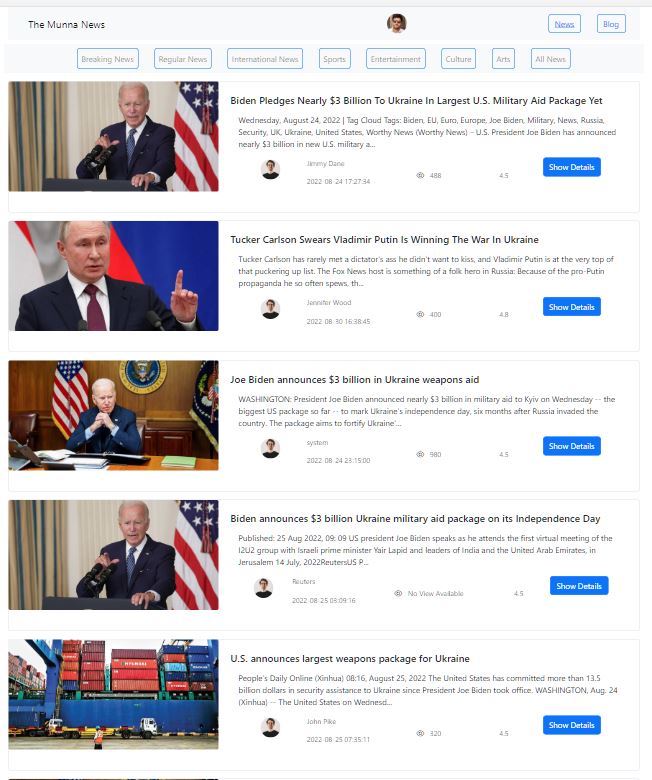 The Munna News
News
Blog
Breaking News
Regular News
International News
Sports
Entertainment
Culture
Arts
All News
Biden Pledges Nearly $3 Billion To Ukraine In Largest U.S. Military Aid Package Yet
Wednesday, August 24, 2022 | Tag Cloud Tags: Biden, EU, Euro, Europe, Joe Biden, Military, News, Russia,
Security, UK, Ukraine, United States, Worthy News (Worthy News) – U.S. President Joe Biden has announced
nearly $3 billion in new U.S. military a...
Jimmy Dane
2022-08-24 17:27:34
488
4.5
Show Details
Tucker Carlson Swears Vladimir Putin Is Winning The War In Ukraine
Tucker Carlson has rarely met a dictator's ass he didn't want to kiss, and Vladimir Putin is at the very top of
that puckering up list. The Fox News host is something of a folk hero in Russia: Because of the pro-Putin
propaganda he so often spews, th...
Jennifer Wood
2022-08-30 16:38:45
400
4.8
Show Details
Joe Biden announces $3 billion in Ukraine weapons aid
WASHINGTON: President Joe Biden announced nearly $3 billion in military aid to Kyiv on Wednesday -- the
biggest US package so far -- to mark Ukraine's independence day, six months after Russia invaded the
country. The package aims to fortify Ukraine'...
system
2022-08-24 23:15:00
980
4.5
Show Details
Biden announces $3 billion Ukraine military aid package on its Independence Day
Published: 25 Aug 2022, 09: 09 US president Joe Biden speaks as he attends the first virtual meeting of the
I2U2 group with Israeli prime minister Yair Lapid and leaders of India and the United Arab Emirates, in
Jerusalem 14 July, 2022ReutersUS P...
Reuters
2022-08-25 03:09:16
No View Available
4.5
Show Details
U.S. announces largest weapons package for Ukraine
People's Daily Online (Xinhua) 08:16, August 25, 2022 The United States has committed more than 13.5
billion dollars in security assistance to Ukraine since President Joe Biden took office. WASHINGTON, Aug. 24
(Xinhua) -- The United States on Wednesd...
John Pike
2022-08-25 07:35:11
320
4.5
Show Details